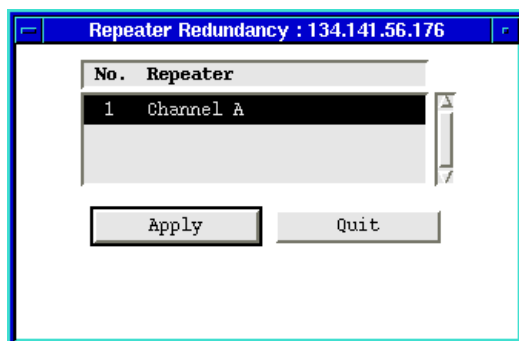 Repeater Redundancy : 134.141.56.176
No. Repeater
1 Channel A
Apply Quit